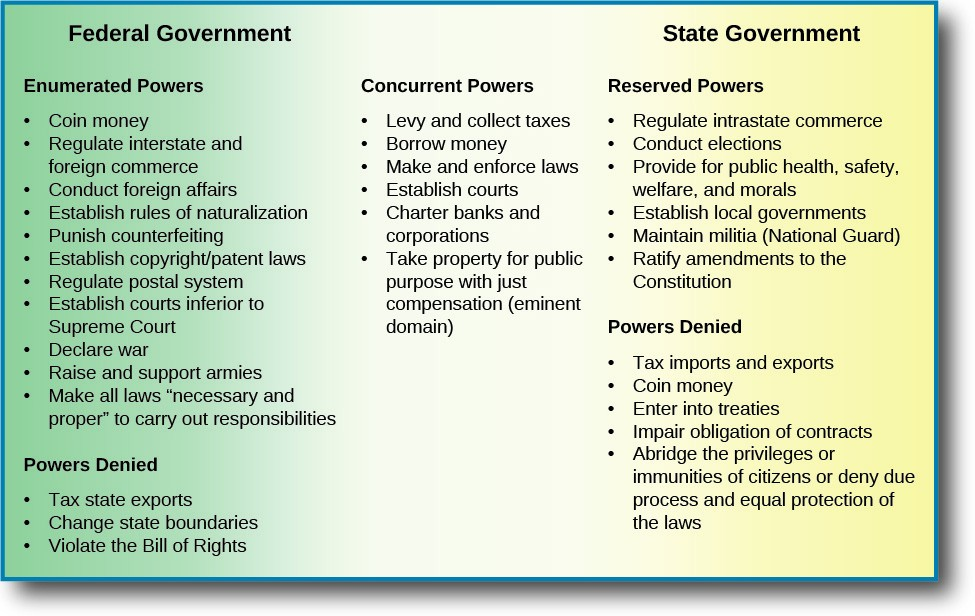 Federal Government
State Government
Enumerated Powers
• Coin money
• Regulate interstate and
foreign commerce
• Conduct foreign affairs
• Establish rules of naturalization
• Punish counterfeiting
• Establish copyright/patent laws
• Regulate postal system
• Establish courts inferior to
Supreme Court
• Declare war
• Raise and support armies
• Make all laws “necessary and
proper” to carry out responsibilities
Powers Denied
• Tax state exports
• Change state boundaries
• Violate the Bill of Rights
Concurrent Powers
• Levy and collect taxes
• Borrow money
• Make and enforce laws
• Establish courts
• Charter banks and
corporations
• Take property for public
purpose with just
compensation (eminent
domain)
Reserved Powers
• Regulate intrastate commerce
• Conduct elections
• Provide for public health, safety,
welfare, and morals
• Establish local governments
• Maintain militia (National Guard)
• Ratify amendments to the
Constitution
Powers Denied
• Tax imports and exports
• Coin money
• Enter into treaties
• Impair obligation of contracts
• Abridge the privileges or
immunities of citizens or deny due
process and equal protection of
the laws